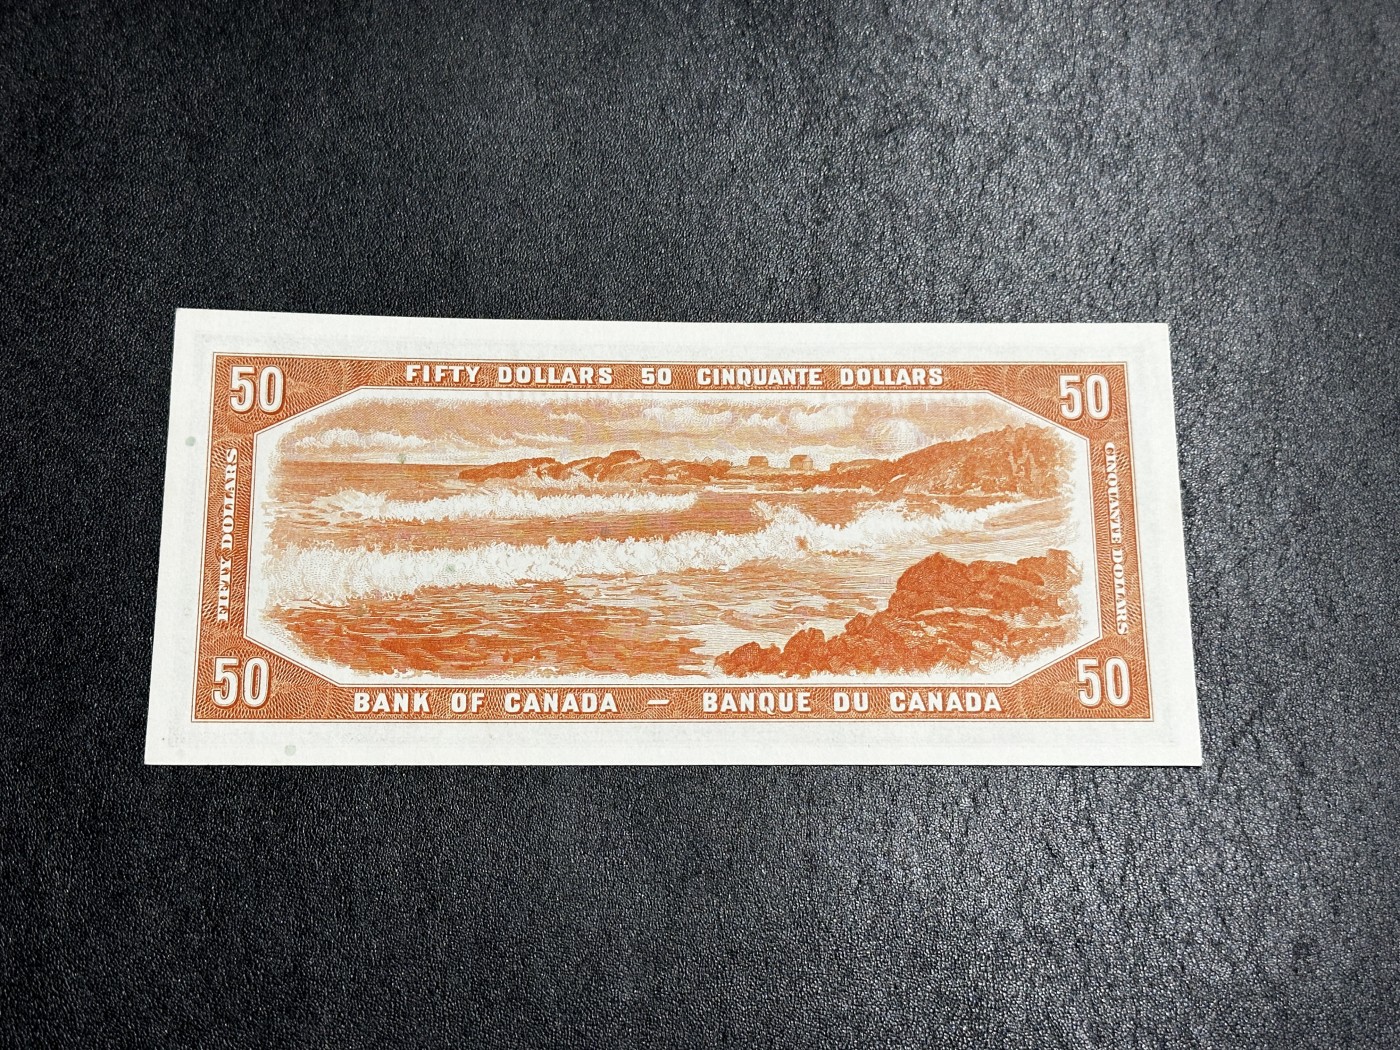 50 FIFTY DOLLARS 50 CINQUANTE DOLLARS 50
FIFTY DOLLARS
CINQUANTE DOLLARS
50 BANK OF CANADA — BANQUE DU CANADA 50